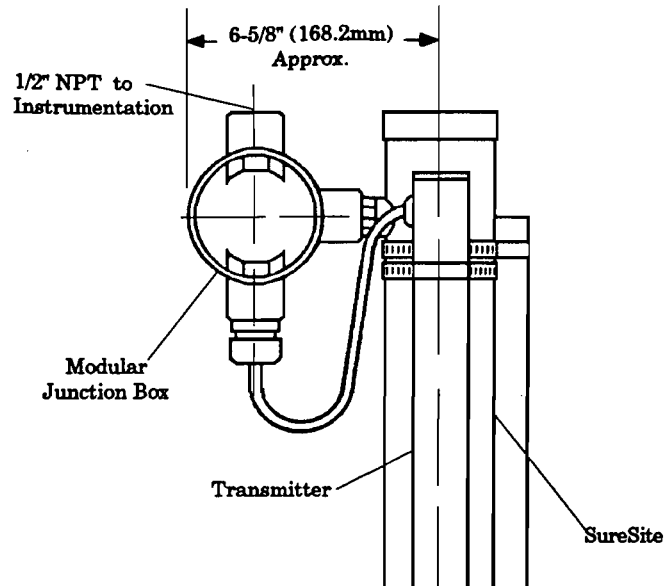 6-5/8" (168.2mm)
Approx.
1/2" NPT to
Instrumentation
Modular
Junction Box
Transmitter
SureSite